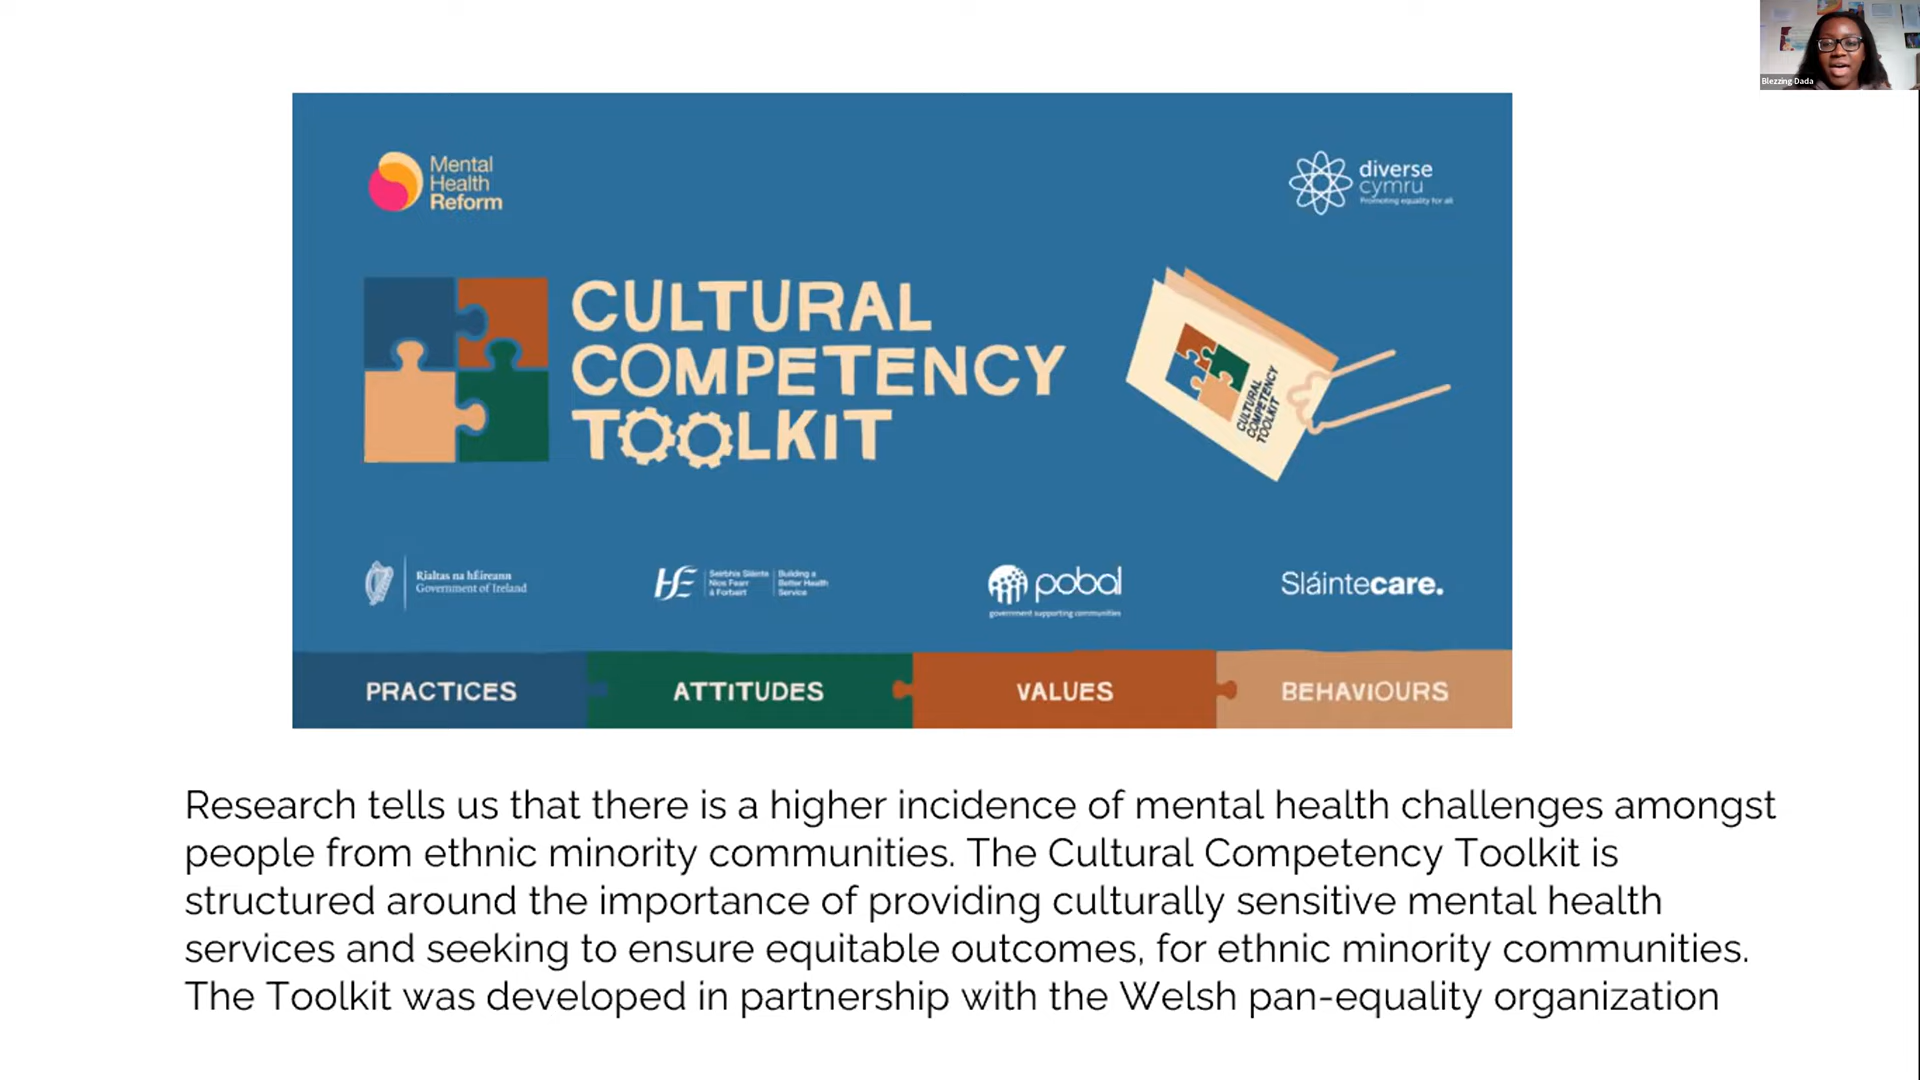 Blezzing Dada
Mental
Health
Reform
diverse
cymru
Promoting equality for all
CULTURAL
COMPETENCY
TOOLKIT
CULTURAL
COMPETENCY
TOOLKIT
Rialtas na hÉireann
Government of Ireland
Seirbhís Sláinte
Níos Fearr
á Forbairt
Building a
Better Health
Service
pobal
government supporting communities
Sláintecare.
PRACTICES
ATTITUDES
VALUES
BEHAVIOURS
Research tells us that there is a higher incidence of mental health challenges amongst
people from ethnic minority communities. The Cultural Competency Toolkit is
structured around the importance of providing culturally sensitive mental health
services and seeking to ensure equitable outcomes, for ethnic minority communities.
The Toolkit was developed in partnership with the Welsh pan-equality organization